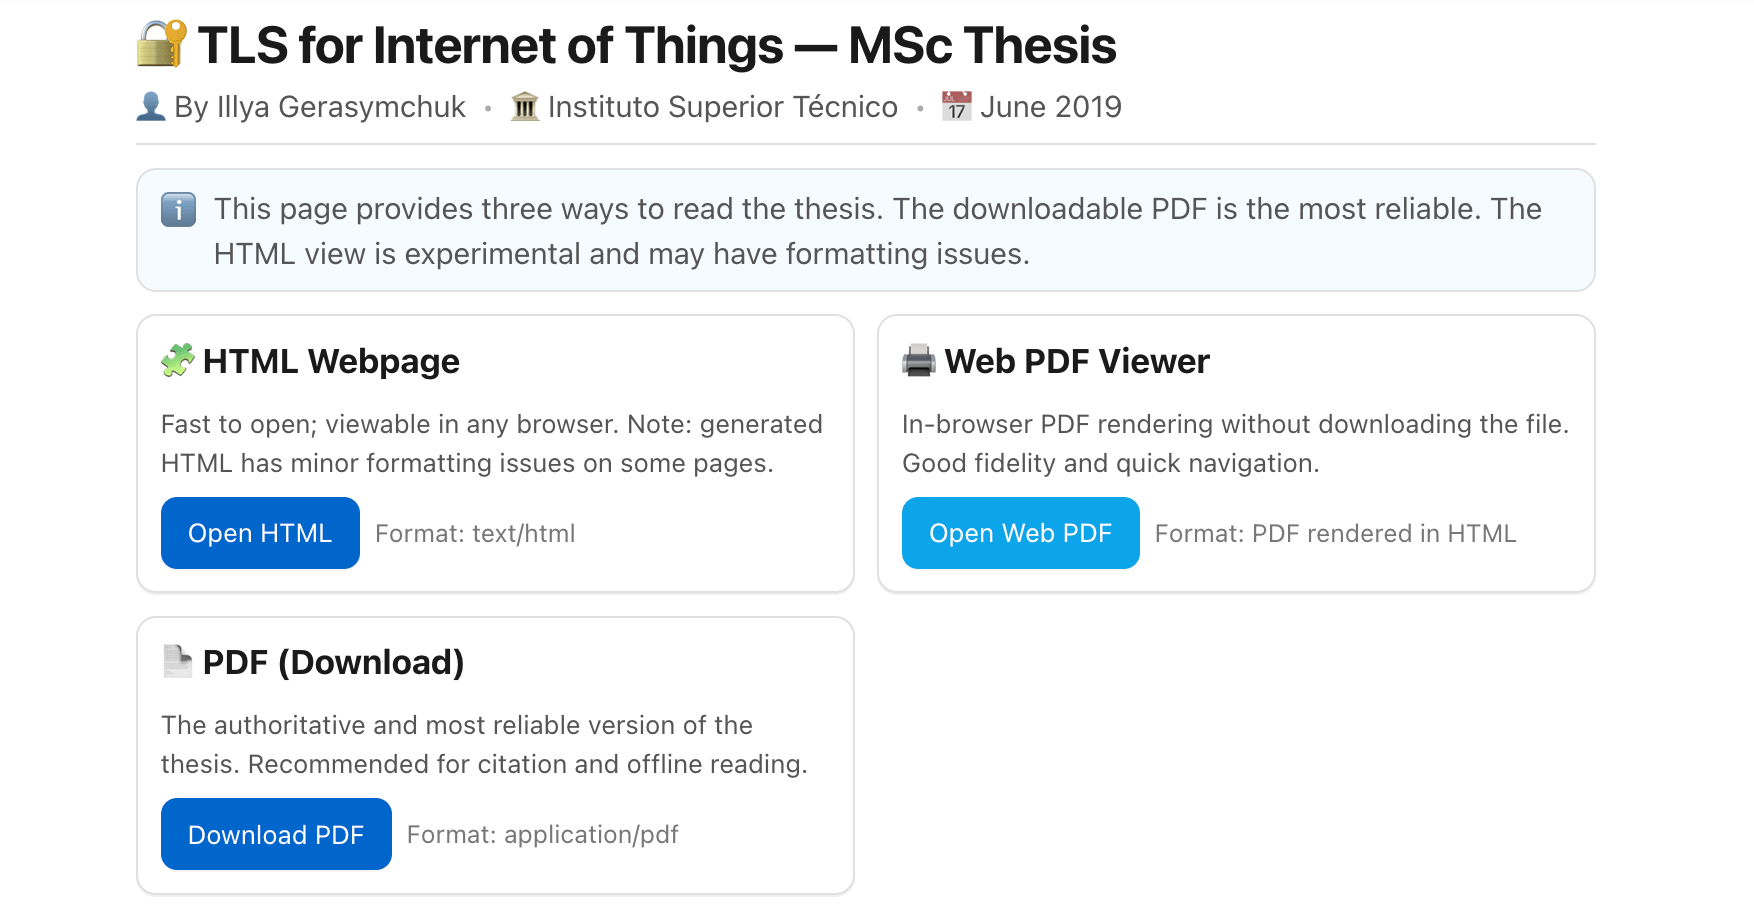 TLS for Internet of Things — MSc Thesis
By Illya Gerasymchuk • Instituto Superior Técnico • June 2019
This page provides three ways to read the thesis. The downloadable PDF is the most reliable. The
HTML view is experimental and may have formatting issues.
HTML Webpage
Fast to open; viewable in any browser. Note: generated
HTML has minor formatting issues on some pages.
Open HTML Format: text/html
Web PDF Viewer
In-browser PDF rendering without downloading the file.
Good fidelity and quick navigation.
Open Web PDF Format: PDF rendered in HTML
PDF (Download)
The authoritative and most reliable version of the
thesis. Recommended for citation and offline reading.
Download PDF Format: application/pdf